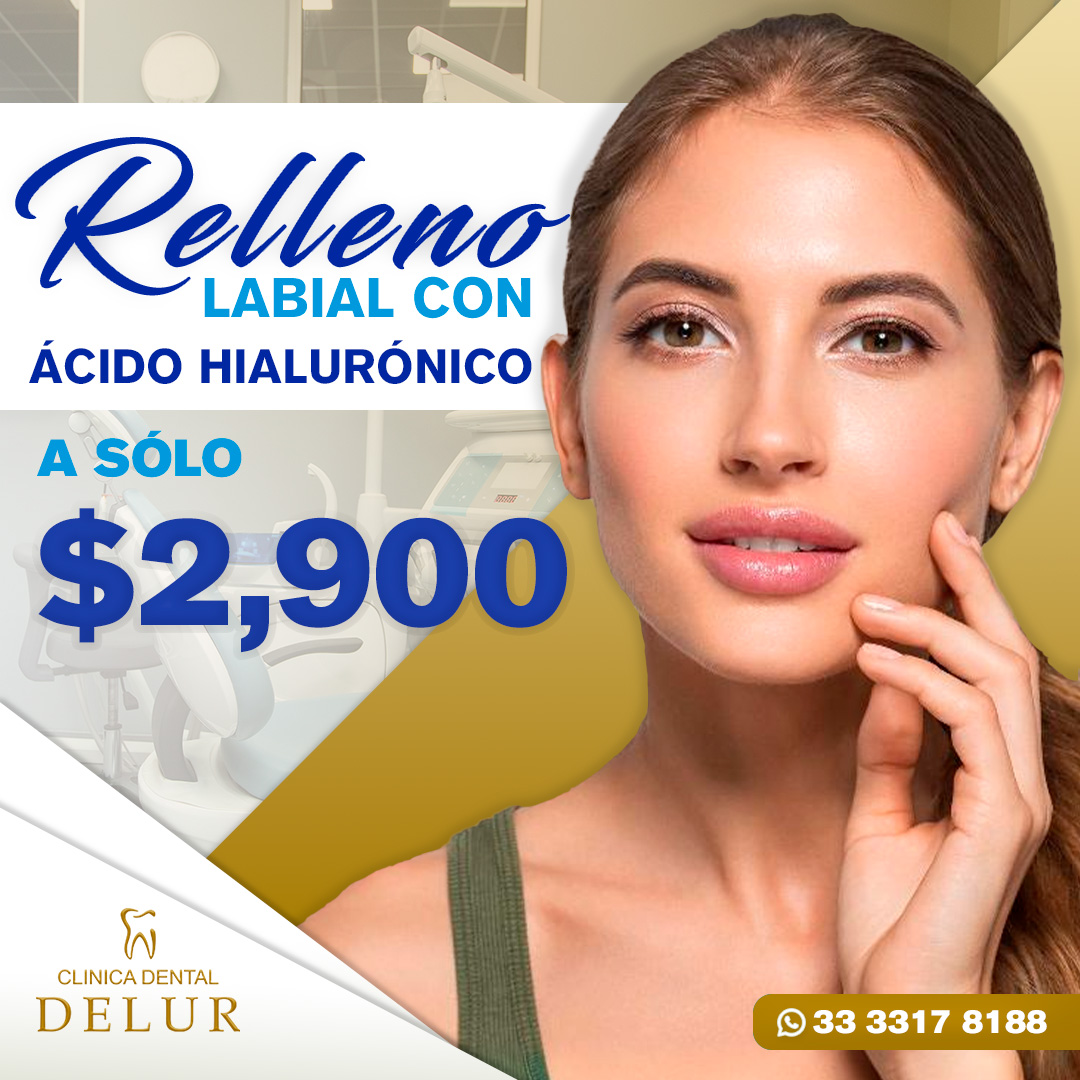 Relleno
LABIAL CON
ÁCIDO HIALURÓNICO
A SÓLO
$2,900
CLINICA DENTAL
DELUR
33 3317 8188